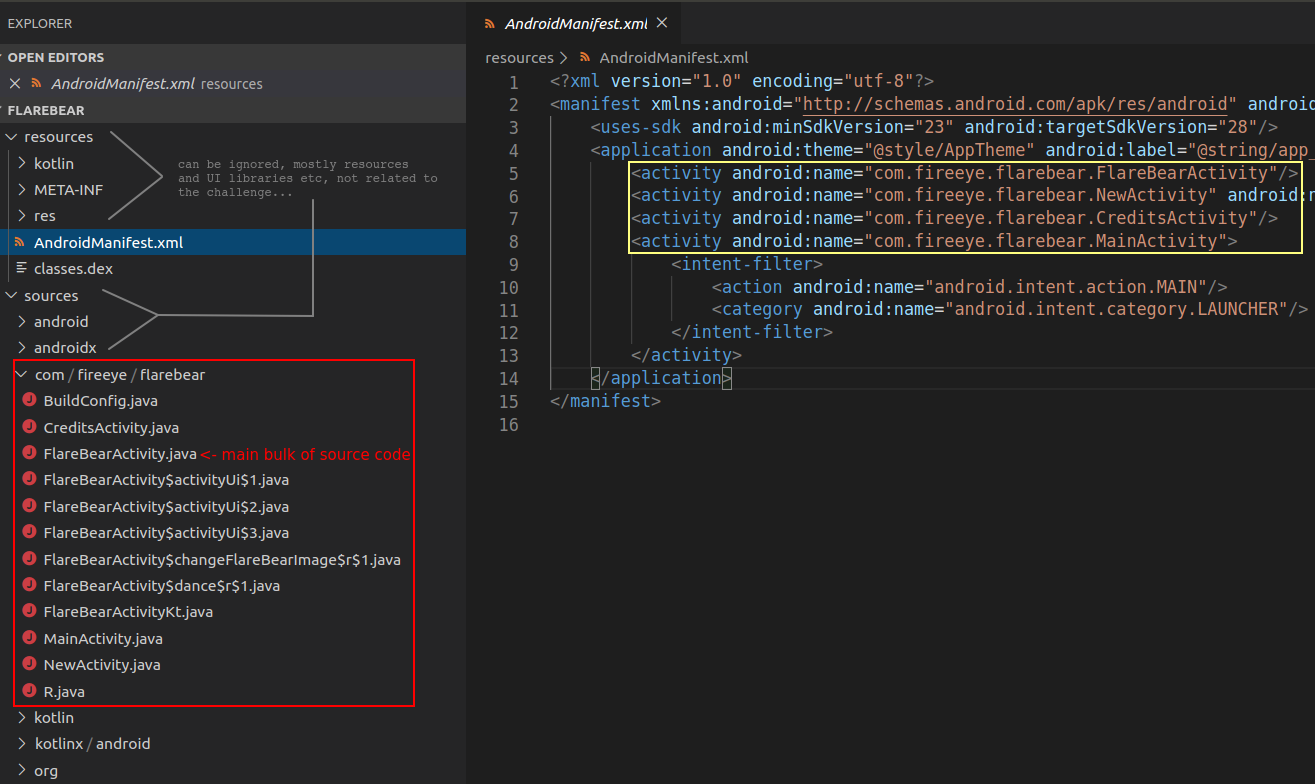 EXPLORER
OPEN EDITORS
AndroidManifest.xml resources
FLAREBEAR
resources
kotlin
META-INF
res
AndroidManifest.xml
classes.dex
sources
android
androidx
com / fireeye / flarebear
BuildConfig.java
CreditsActivity.java
FlareBearActivity.java <- main bulk of source code
FlareBearActivity$activityUi$1.java
FlareBearActivity$activityUi$2.java
FlareBearActivity$activityUi$3.java
FlareBearActivity$changeFlareBearImage$r$1.java
FlareBearActivity$dance$r$1.java
FlareBearActivityKt.java
MainActivity.java
NewActivity.java
R.java
kotlin
kotlinx / android
org
can be ignored, mostly resources
and UI libraries etc, not related to
the challenge...
AndroidManifest.xml
resources > AndroidManifest.xml
1 <?xml version="1.0" encoding="utf-8"?>
2 <manifest xmlns:android="http://schemas.android.com/apk/res/android" android
3 <uses-sdk android:minSdkVersion="23" android:targetSdkVersion="28"/>
4 <application android:theme="@style/AppTheme" android:label="@string/app_
5 <activity android:name="com.fireeye.flarebear.FlareBearActivity"/>
6 <activity android:name="com.fireeye.flarebear.NewActivity" android:n
7 <activity android:name="com.fireeye.flarebear.CreditsActivity"/>
8 <activity android:name="com.fireeye.flarebear.MainActivity">
9 <intent-filter>
10 <action android:name="android.intent.action.MAIN"/>
11 <category android:name="android.intent.category.LAUNCHER"/>
12 </intent-filter>
13 </activity>
14 </application>
15 </manifest>
16